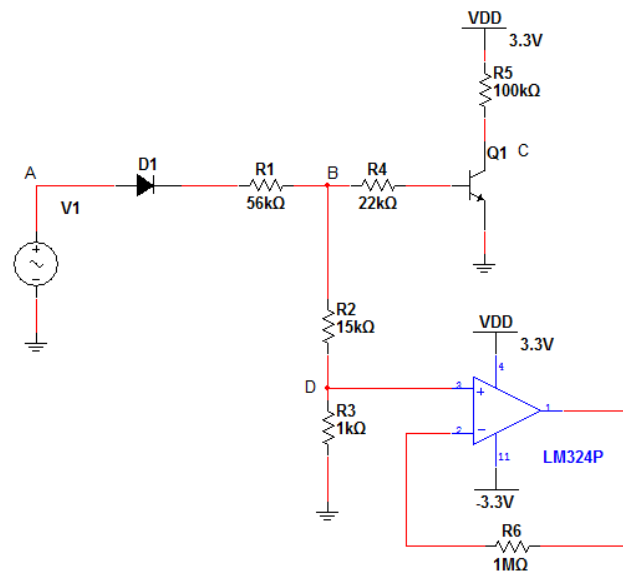 VDD
3.3V
R5
100kΩ
Q1 C
A
D1
R1
B
R4
V1
56kΩ
22kΩ
+
~
−
R2
15kΩ
VDD
3.3V
4
D
3
+
1
R3
1kΩ
2
−
11
LM324P
-3.3V
R6
1MΩ